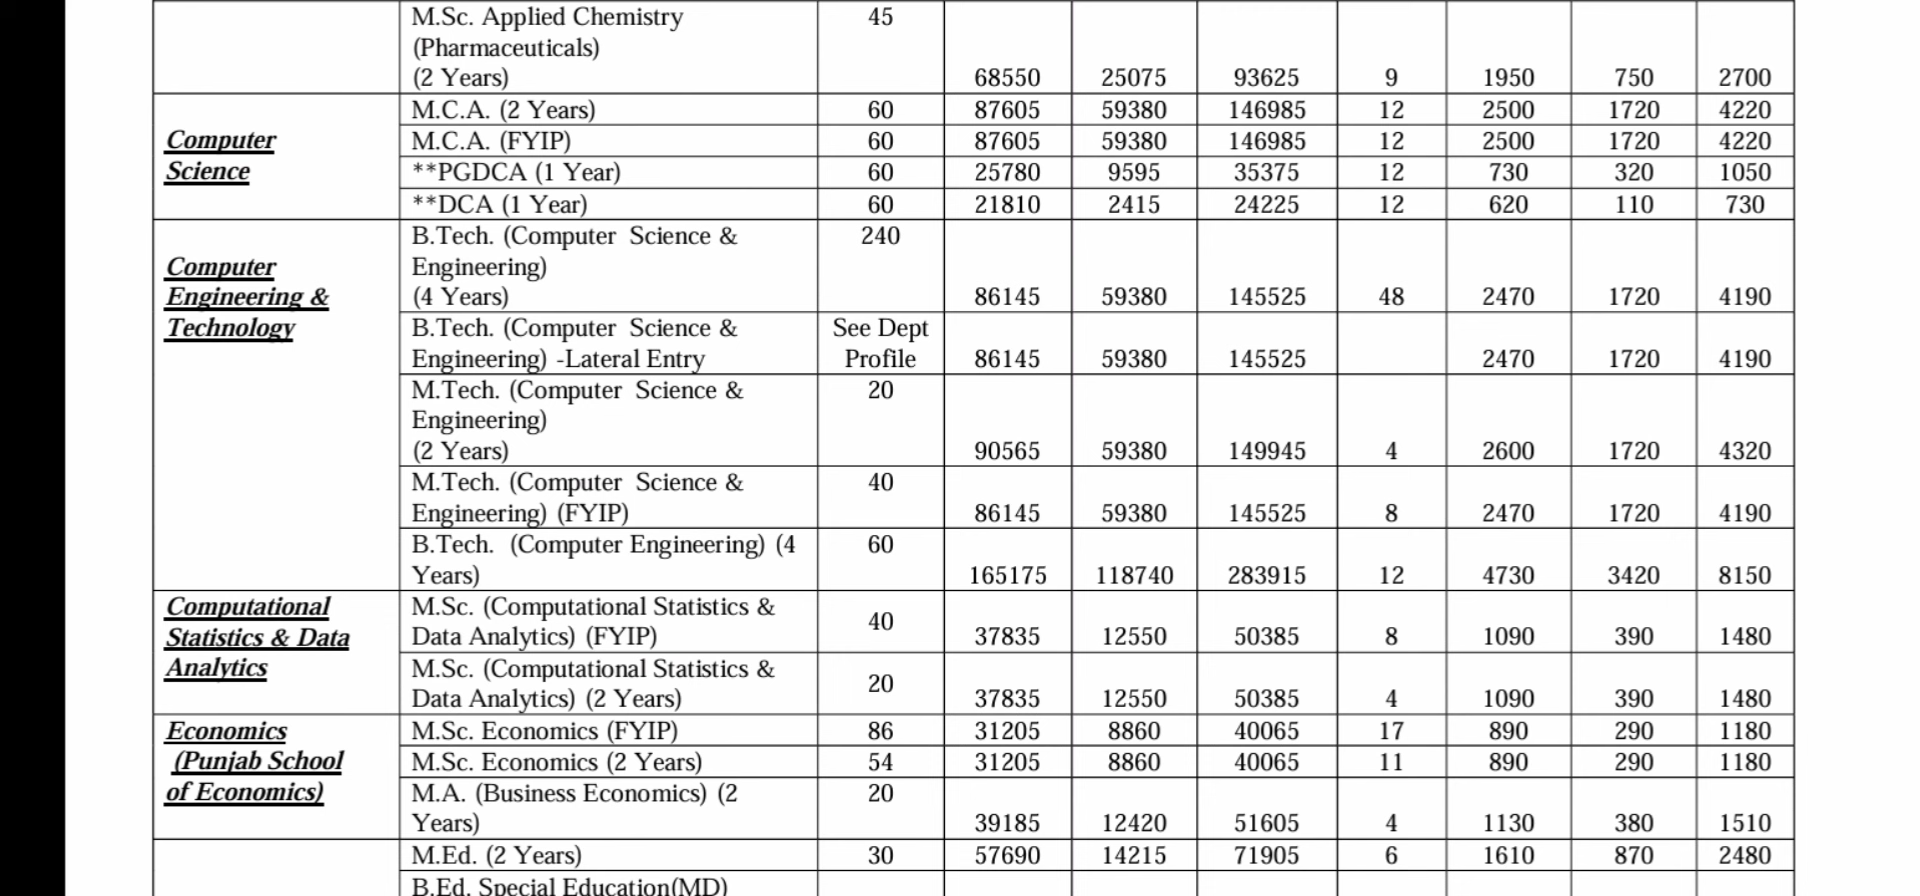 M.Sc. Applied Chemistry 45
(Pharmaceuticals)
(2 Years) 68550 25075 93625 9 1950 750 2700
M.C.A. (2 Years) 60 87605 59380 146985 12 2500 1720 4220
Computer M.C.A. (FYIP) 60 87605 59380 146985 12 2500 1720 4220
Science **PGDCA (1 Year) 60 25780 9595 35375 12 730 320 1050
**DCA (1 Year) 60 21810 2415 24225 12 620 110 730
B.Tech. (Computer Science & 240
Computer Engineering)
Engineering & (4 Years) 86145 59380 145525 48 2470 1720 4190
Technology B.Tech. (Computer Science & See Dept
Engineering) -Lateral Entry Profile 86145 59380 145525 2470 1720 4190
M.Tech. (Computer Science & 20
Engineering)
(2 Years) 90565 59380 149945 4 2600 1720 4320
M.Tech. (Computer Science & 40
Engineering) (FYIP) 86145 59380 145525 8 2470 1720 4190
B.Tech. (Computer Engineering) (4 60
Years) 165175 118740 283915 12 4730 3420 8150
Computational M.Sc. (Computational Statistics & 40
Statistics & Data Data Analytics) (FYIP) 37835 12550 50385 8 1090 390 1480
Analytics M.Sc. (Computational Statistics & 20
Data Analytics) (2 Years) 37835 12550 50385 4 1090 390 1480
Economics M.Sc. Economics (FYIP) 86 31205 8860 40065 17 890 290 1180
(Punjab School M.Sc. Economics (2 Years) 54 31205 8860 40065 11 890 290 1180
of Economics) M.A. (Business Economics) (2 20
Years) 39185 12420 51605 4 1130 380 1510
M.Ed. (2 Years) 30 57690 14215 71905 6 1610 870 2480
B.Ed. Special Education(MD)